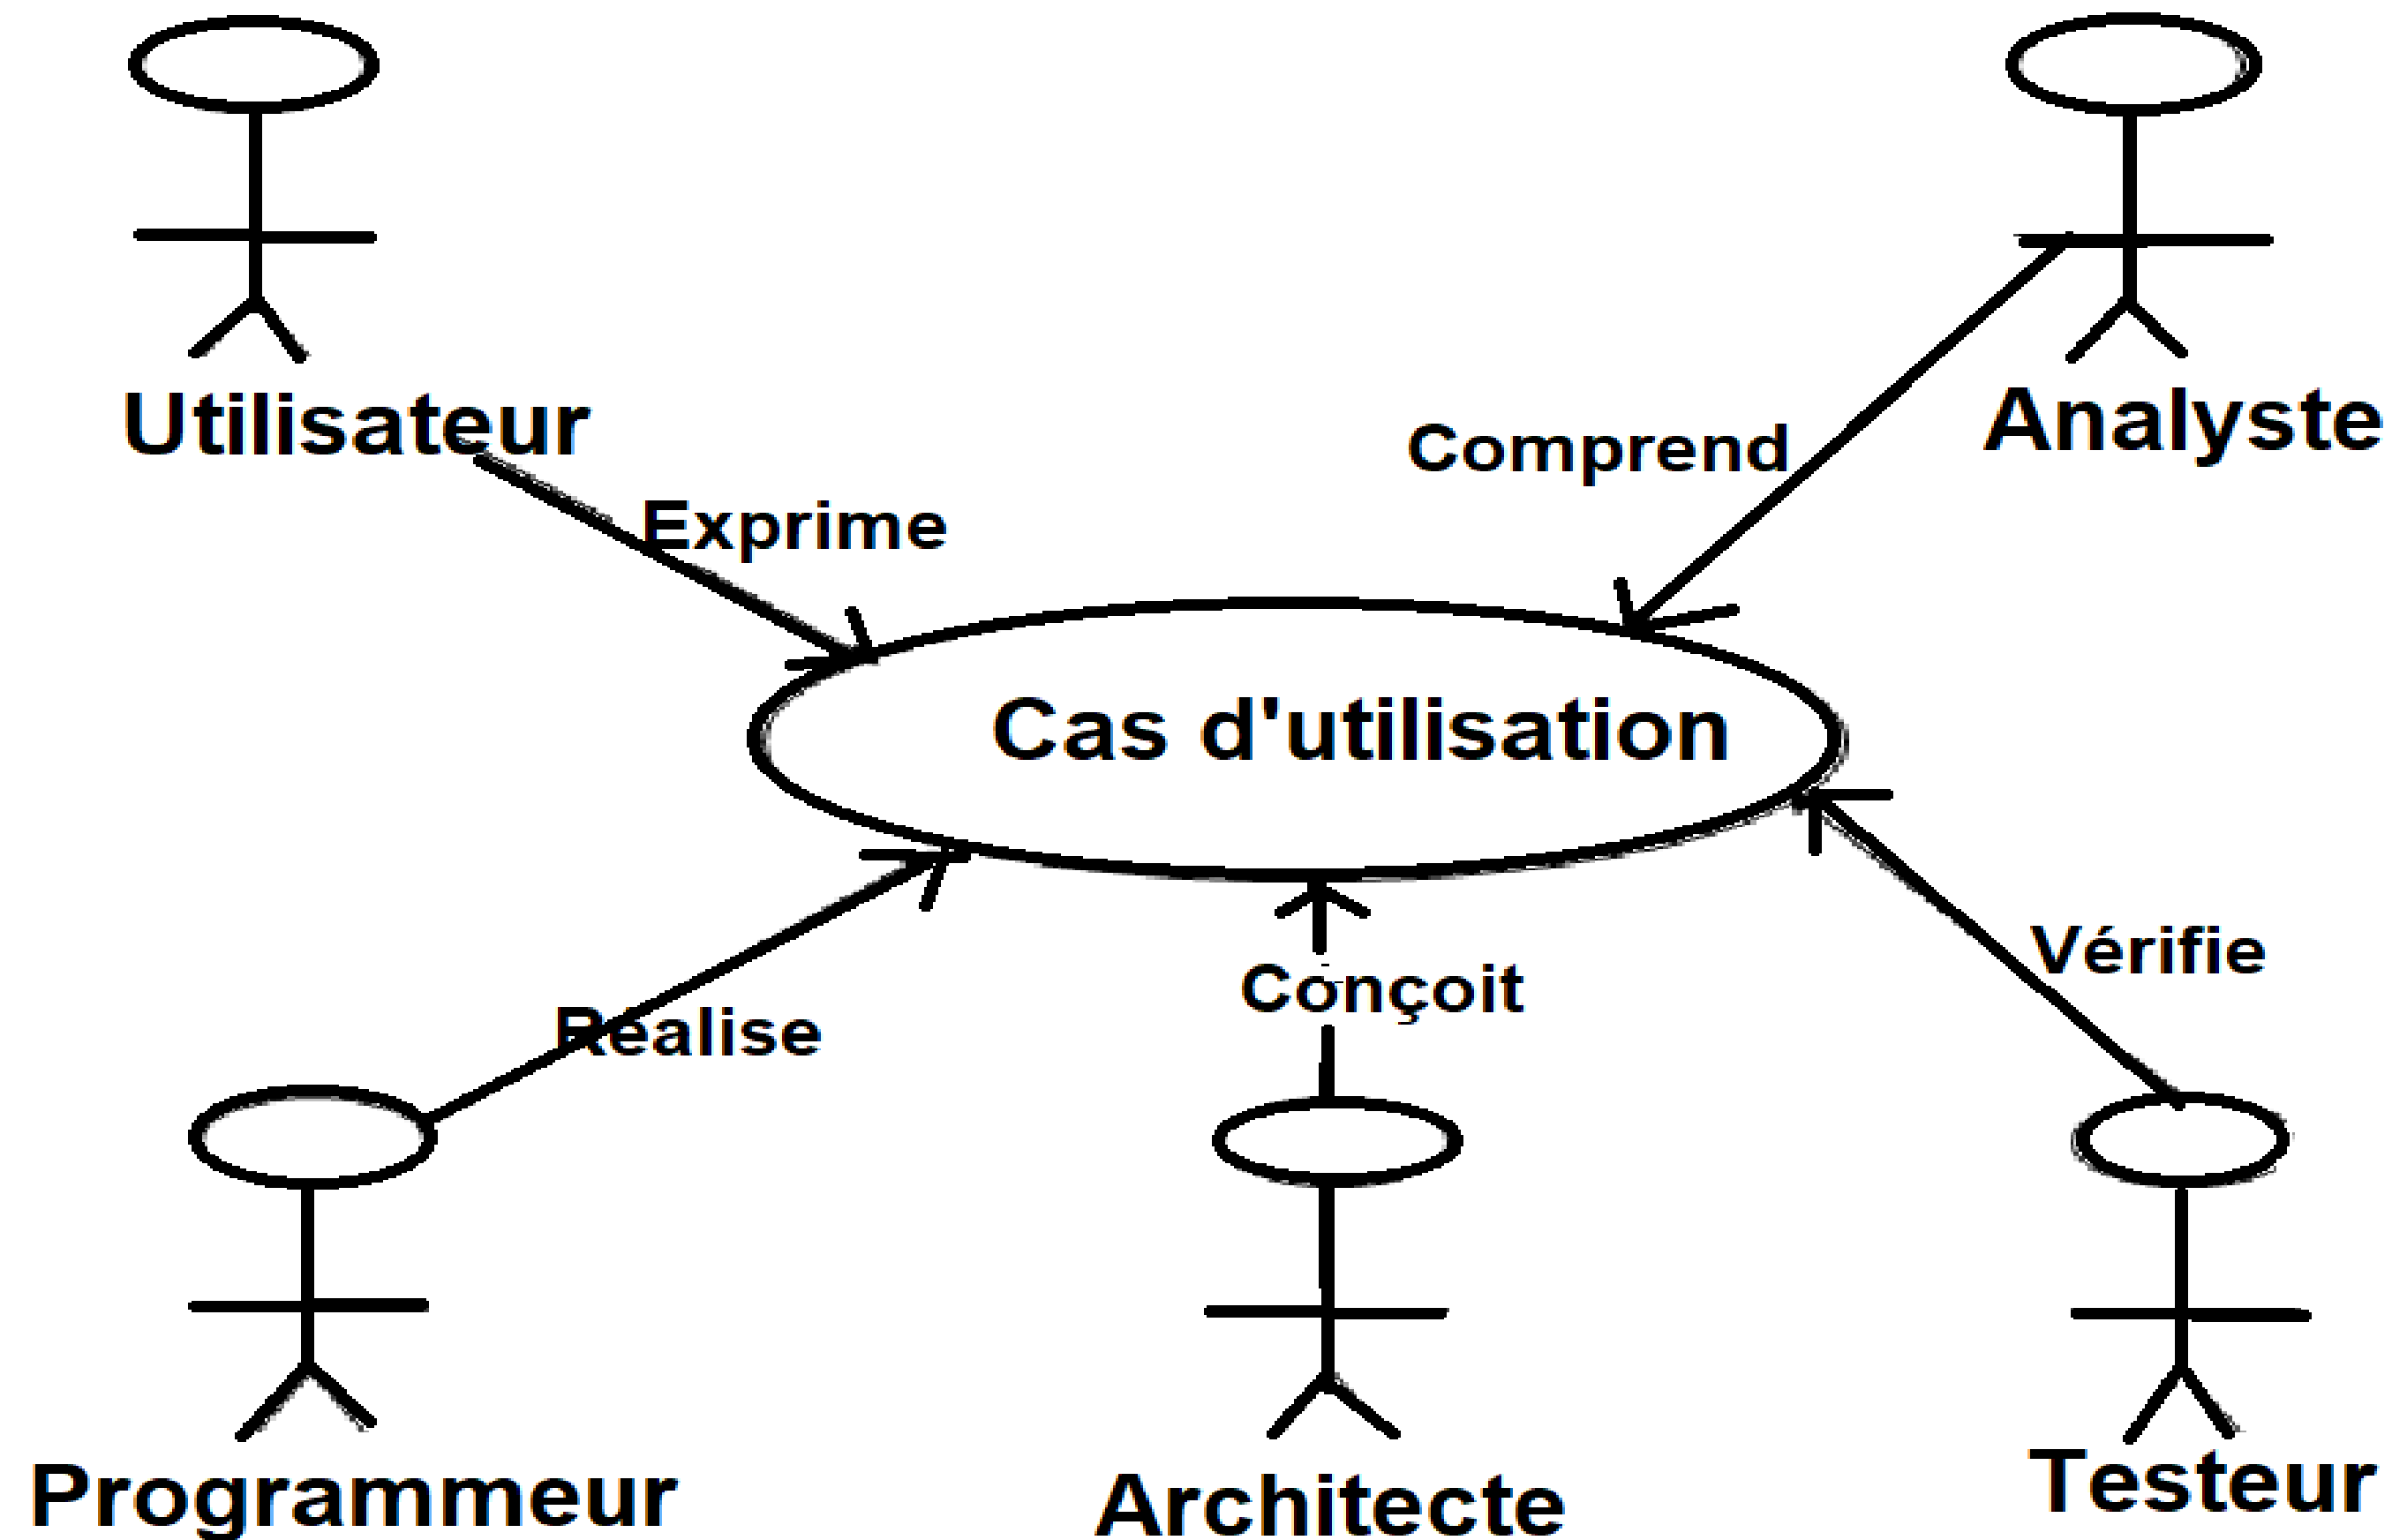 Utilisateur
Analyste
Comprend
Exprime
Cas d'utilisation
Vérifie
Conçoit
Réalise
Programmeur
Architecte
Testeur